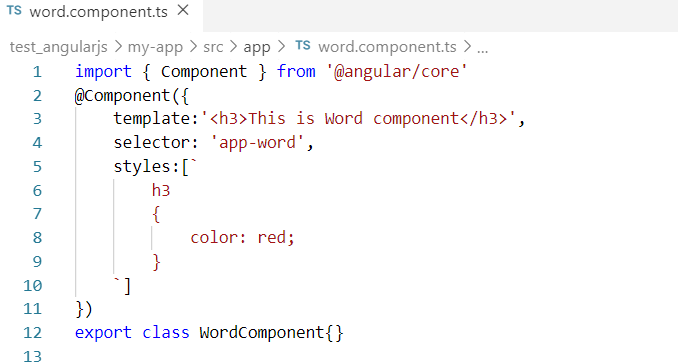 TS word.component.ts ×
test_angularjs > my-app > src > app > TS word.component.ts > ...
1 import { Component } from '@angular/core'
2 @Component({
3 template:'<h3>This is Word component</h3>',
4 selector: 'app-word',
5 styles:[`
6 h3
7 {
8 color: red;
9 }
10 `]
11 })
12 export class WordComponent{}
13